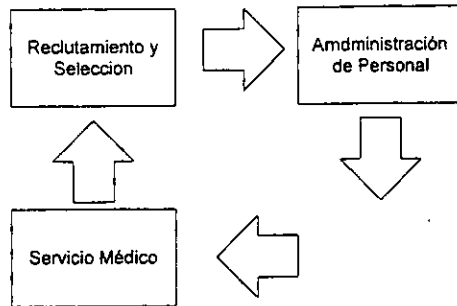 Reclutamiento y
Seleccion
Amdministración
de Personal
Servicio Médico